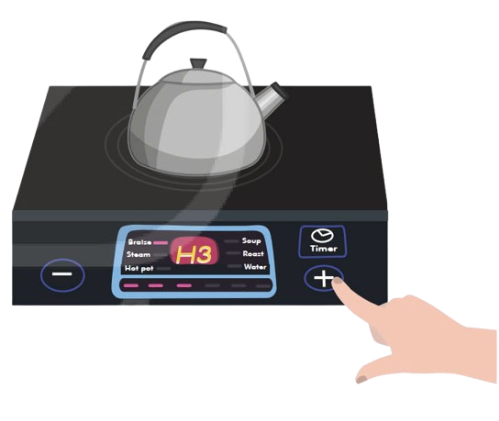 Braise
Steam
Hot pot
H3
Soup
Roast
Water
Timer